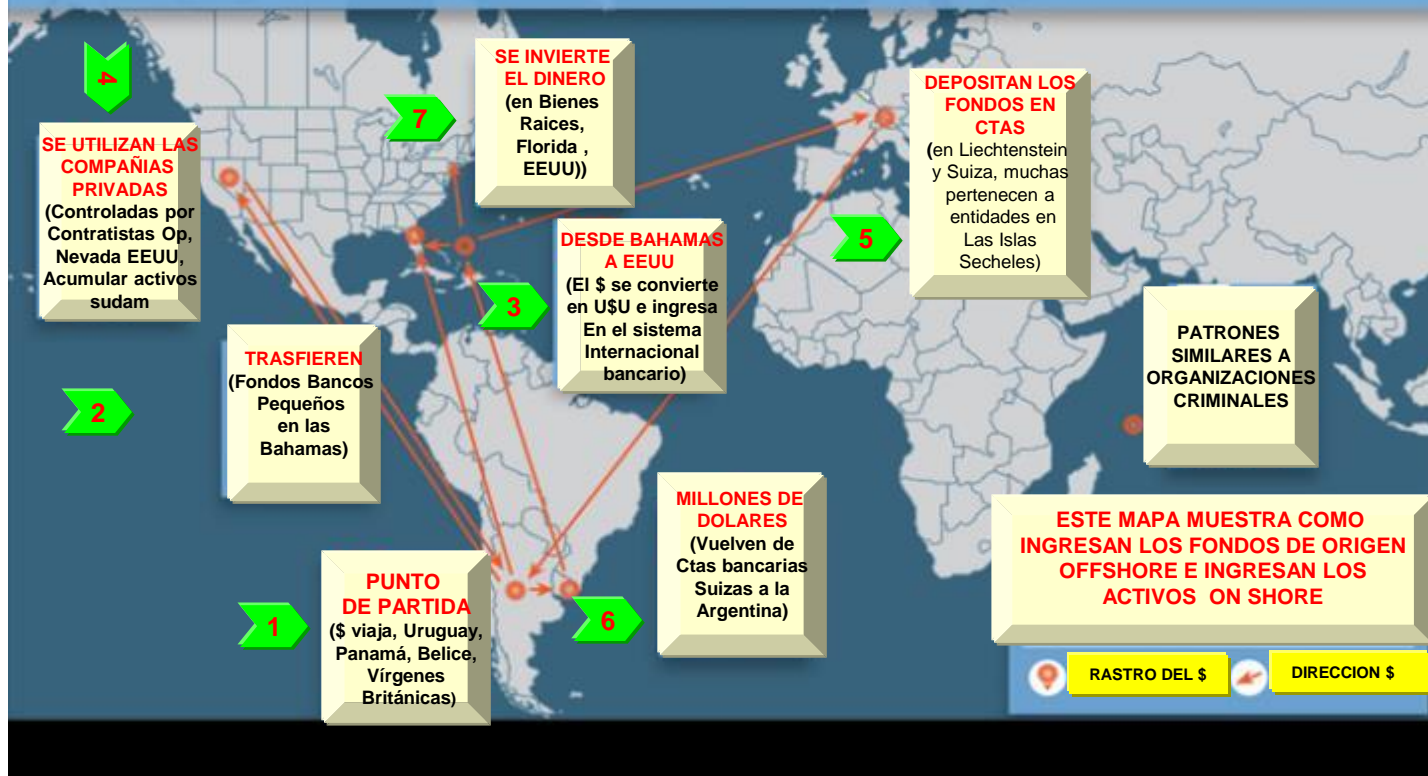 4
SE UTILIZAN LAS
COMPAÑIAS
PRIVADAS
(Controladas por
Contratistas Op,
Nevada EEUU,
Acumular activos
sudam
7
SE INVIERTE
EL DINERO
(en Bienes
Raices,
Florida ,
EEUU))
5
DEPOSITAN LOS
FONDOS EN
CTAS
(en Liechtenstein
y Suiza, muchas
pertenecen a
entidades en
Las Islas
Secheles)
3
DESDE BAHAMAS
A EEUU
(El $ se convierte
en U$U e ingresa
En el sistema
Internacional
bancario)
2
TRASFIEREN
(Fondos Bancos
Pequeños
en las
Bahamas)
PATRONES
SIMILARES A
ORGANIZACIONES
CRIMINALES
1
PUNTO
DE PARTIDA
($ viaja, Uruguay,
Panamá, Belice,
Vírgenes
Británicas)
6
MILLONES DE
DOLARES
(Vuelven de
Ctas bancarias
Suizas a la
Argentina)
ESTE MAPA MUESTRA COMO
INGRESAN LOS FONDOS DE ORIGEN
OFFSHORE E INGRESAN LOS
ACTIVOS ON SHORE
RASTRO DEL $
DIRECCION $